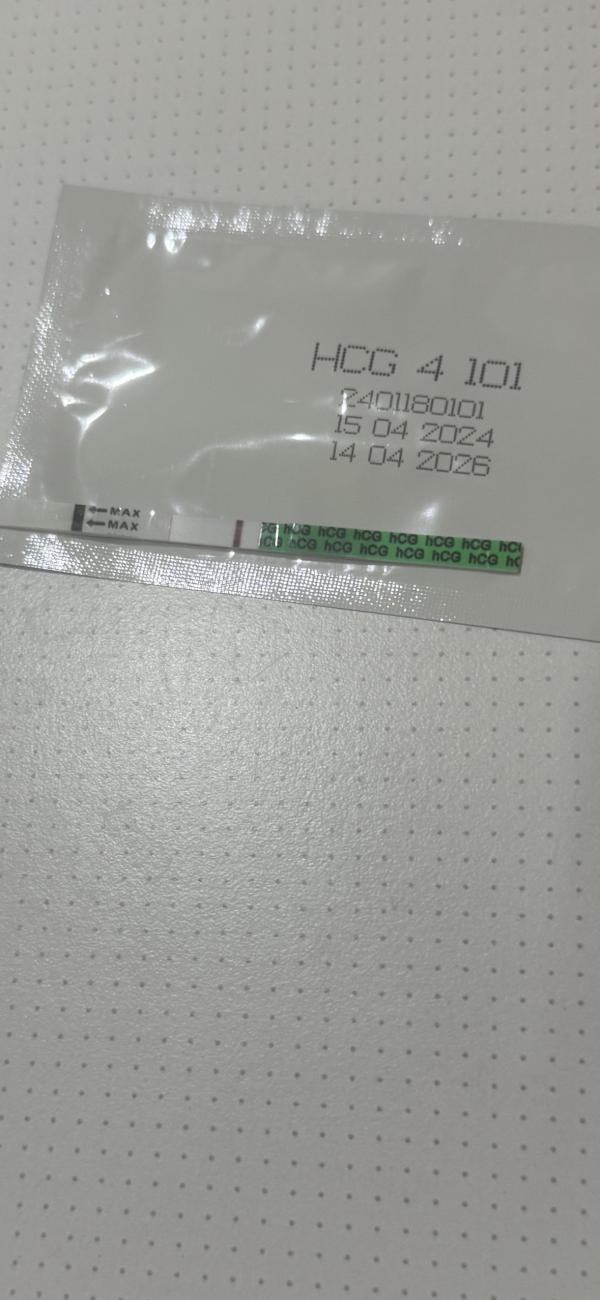 HCG 4 101
2401180101
15 04 2024
14 04 2026
←MAX
←MAX
hCG hCG hCG hCG hCG hCG
hCG hCG hCG hCG hCG hCG